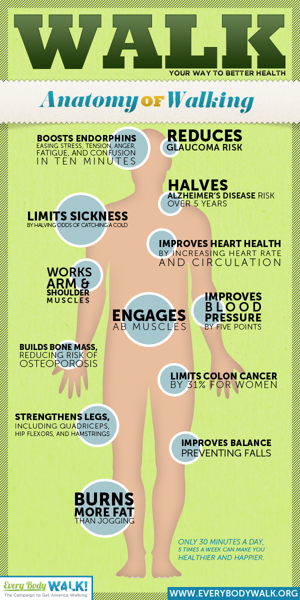 WALK
YOUR WAY TO BETTER HEALTH
Anatomy OF Walking
BOOSTS ENDORPHINS
EASING STRESS, TENSION, ANGER,
FATIGUE, AND CONFUSION
IN TEN MINUTES
REDUCES
GLAUCOMA RISK
HALVES
ALZHEIMER'S DISEASE RISK
OVER 5 YEARS
LIMITS SICKNESS
BY HALVING ODDS OF CATCHING A COLD
IMPROVES HEART HEALTH
BY INCREASING HEART RATE
AND CIRCULATION
WORKS
ARM &
SHOULDER
MUSCLES
ENGAGES
AB MUSCLES
IMPROVES
BLOOD
PRESSURE
BY FIVE POINTS
BUILDS BONE MASS,
REDUCING RISK OF
OSTEOPOROSIS
LIMITS COLON CANCER
BY 31% FOR WOMEN
STRENGTHENS LEGS,
INCLUDING QUADRICEPS,
HIP FLEXORS, AND HAMSTRINGS
IMPROVES BALANCE
PREVENTING FALLS
BURNS
MORE FAT
THAN JOGGING
ONLY 30 MINUTES A DAY,
5 TIMES A WEEK CAN MAKE YOU
HEALTHIER AND HAPPIER.
Every Body WALK!
The Campaign to Get America Walking
WWW.EVERYBODYWALK.ORG